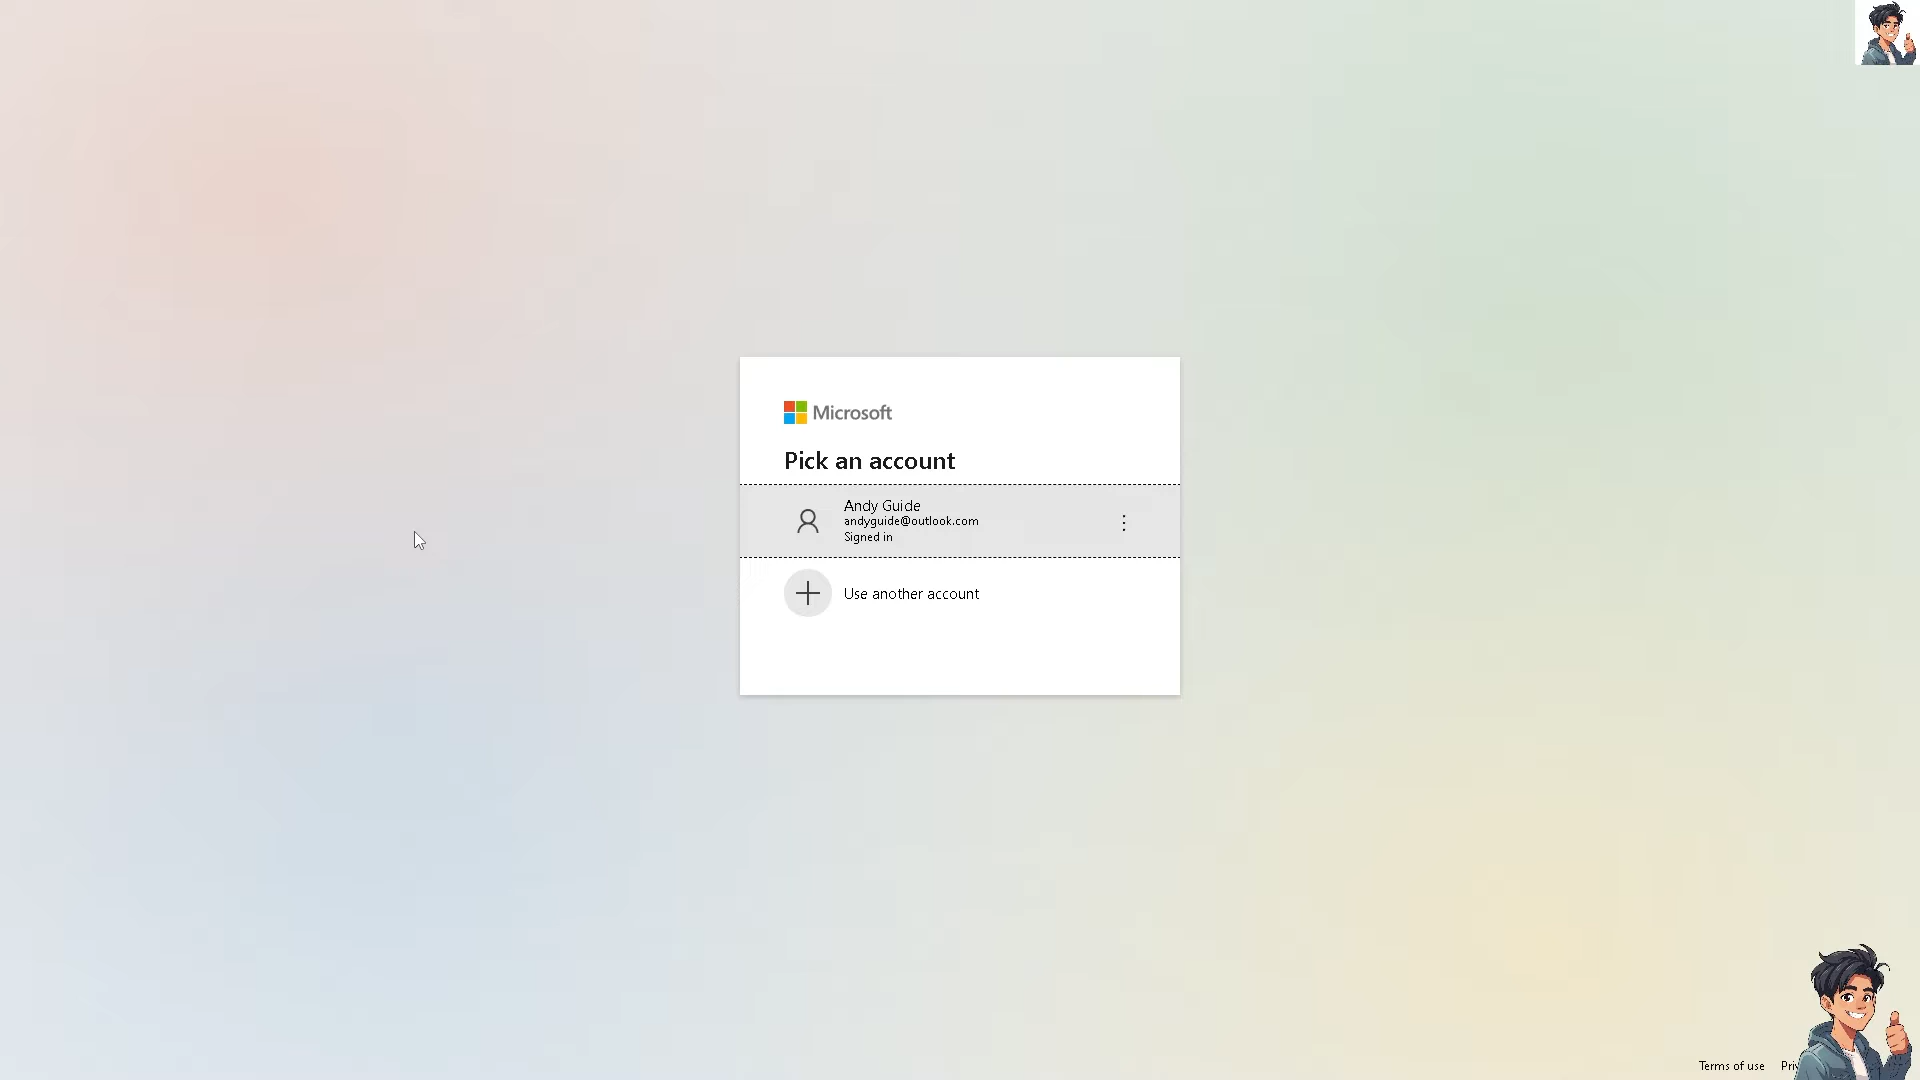 Microsoft
Pick an account
Andy Guide
andyguide@outlook.com
Signed in
Use another account
Terms of use